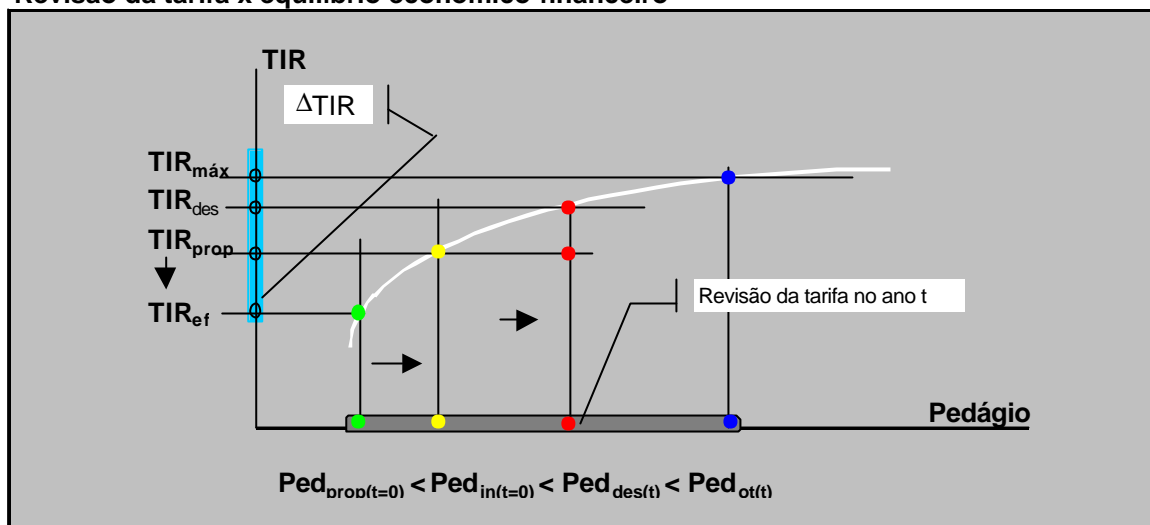 Revisão da tarifa x equilíbrio econômico-financeiro
TIR
ΔTIR
TIRmáx
TIRdes
TIRprop
TIRef
Revisão da tarifa no ano t
Pedágio
Pedprop(t=0) < Pedin(t=0) < Peddes(t) < Pedot(t)